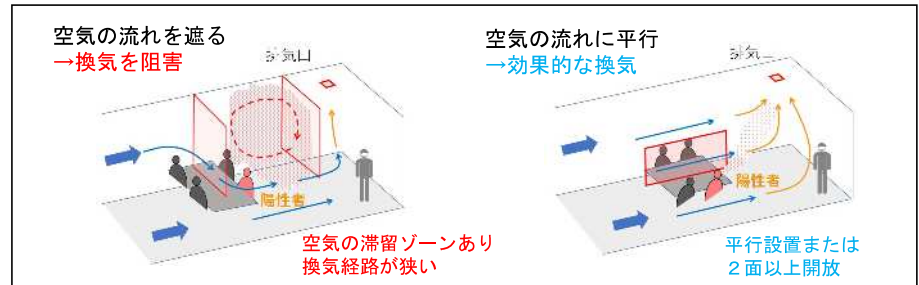 空気の流れを遮る
→換気を阻害
排気口
陽性者
空気の滞留ゾーンあり
換気経路が狭い
空気の流れに平行
→効果的な換気
陽性者
平行設置または
２面以上開放